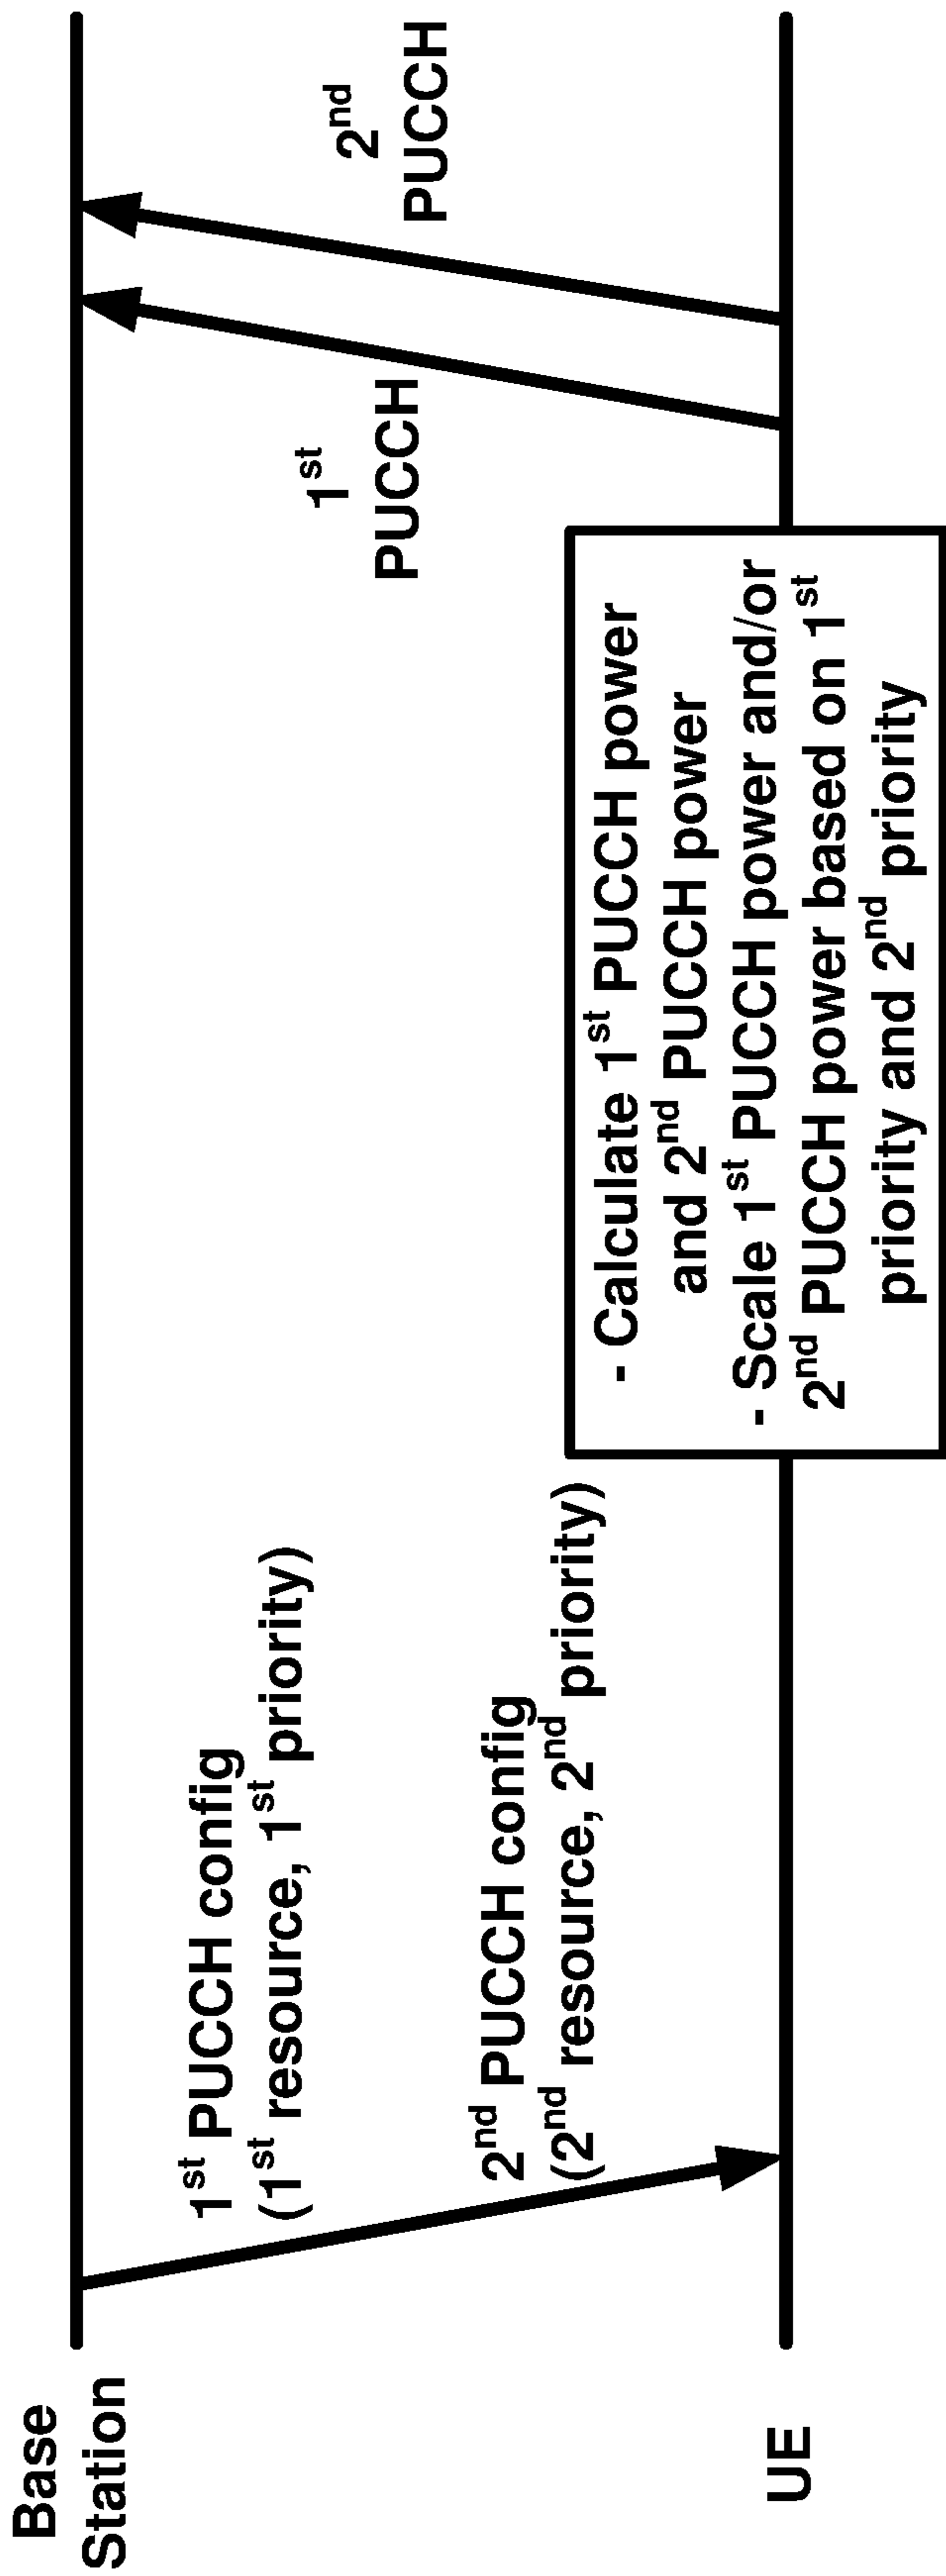 Base
Station
UE
1st PUCCH config
(1st resource, 1st priority)
2nd PUCCH config
(2nd resource, 2nd priority)
- Calculate 1st PUCCH power
and 2nd PUCCH power
- Scale 1st PUCCH power and/or
2nd PUCCH power based on 1st
priority and 2nd priority
1st
PUCCH
2nd
PUCCH